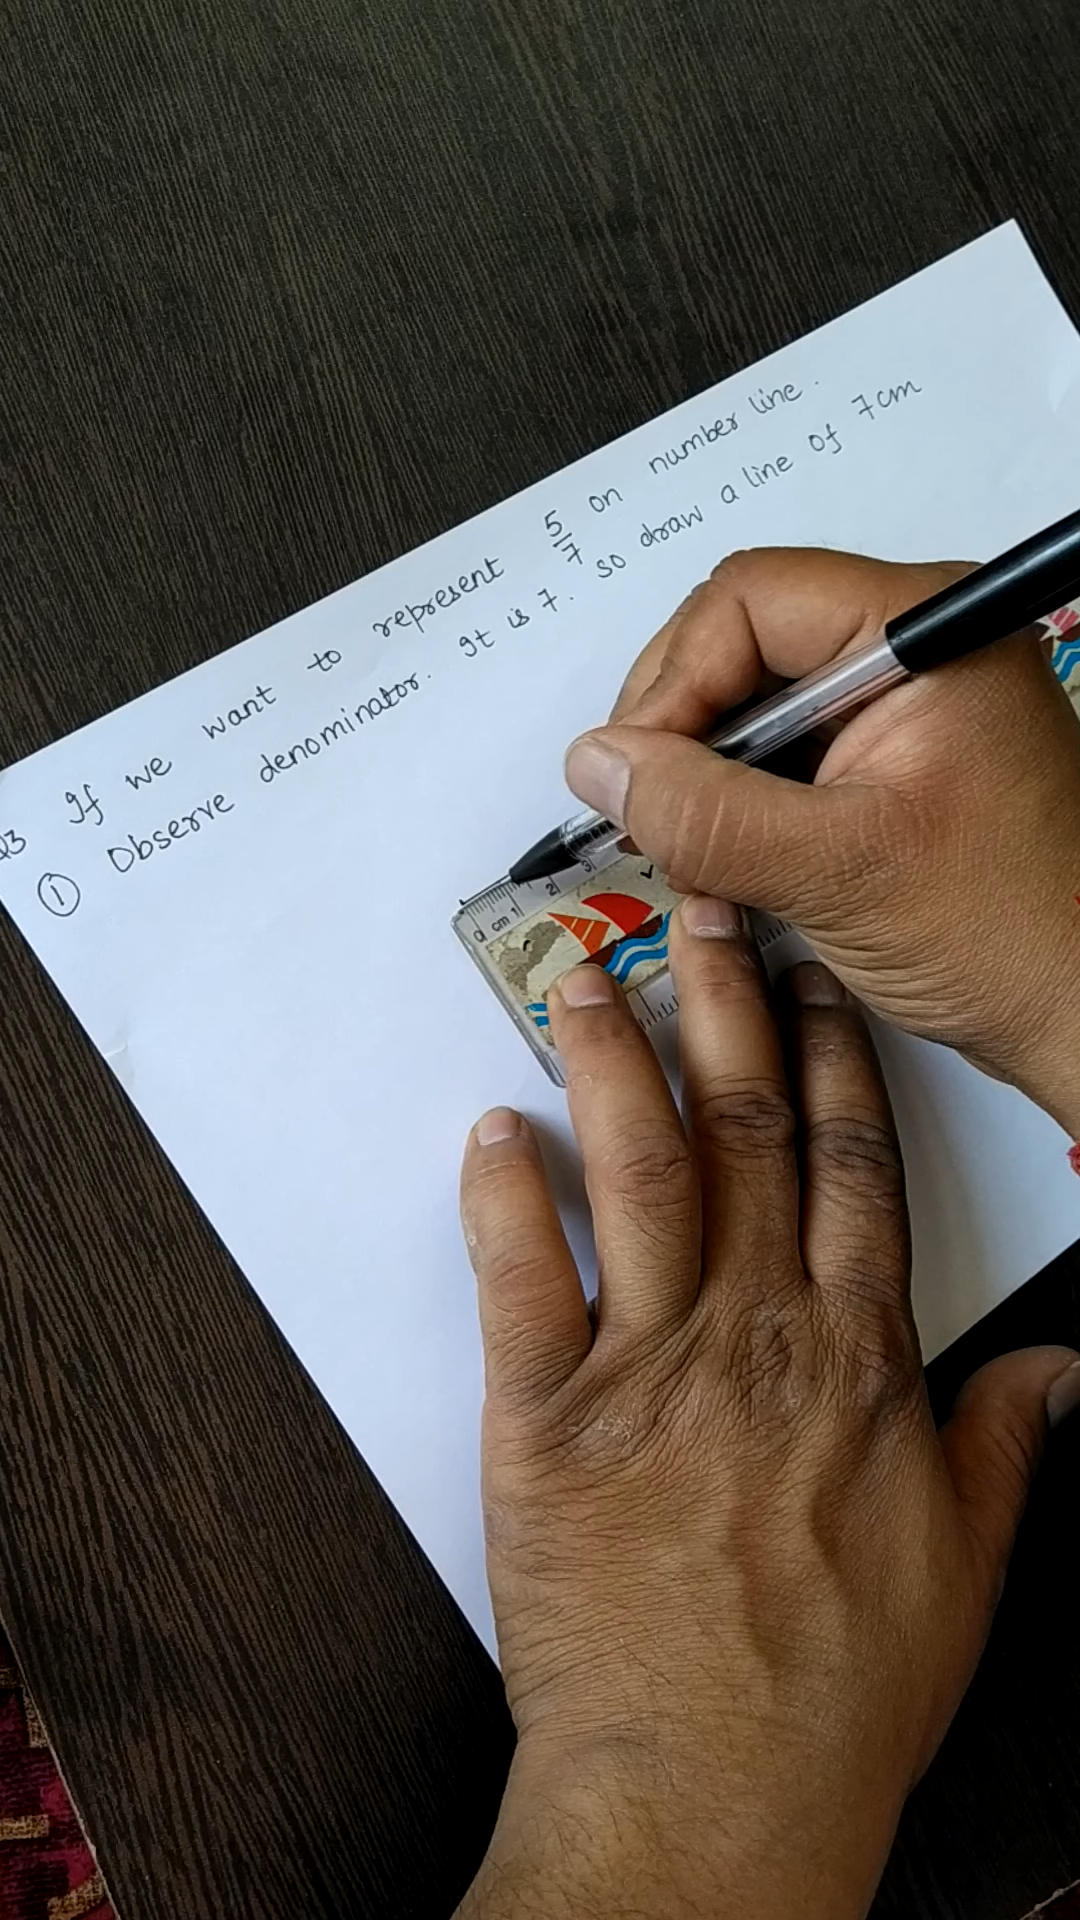 Q3 If we want to represent 5/7 on number line.
① Observe denominator. It is 7. so draw a line of 7cm
0 cm 1 2 3